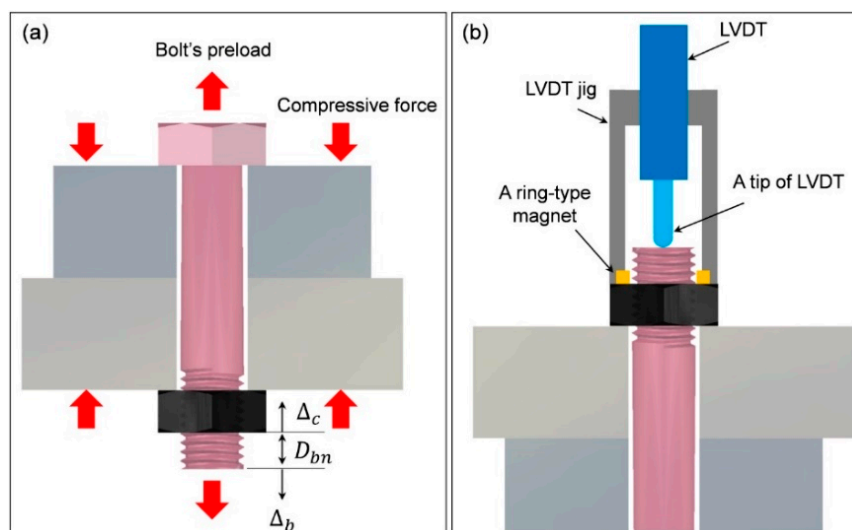 (a)
Bolt's preload
Compressive force
Δc
Dbn
Δb
(b)
LVDT
LVDT jig
A tip of LVDT
A ring-type
magnet